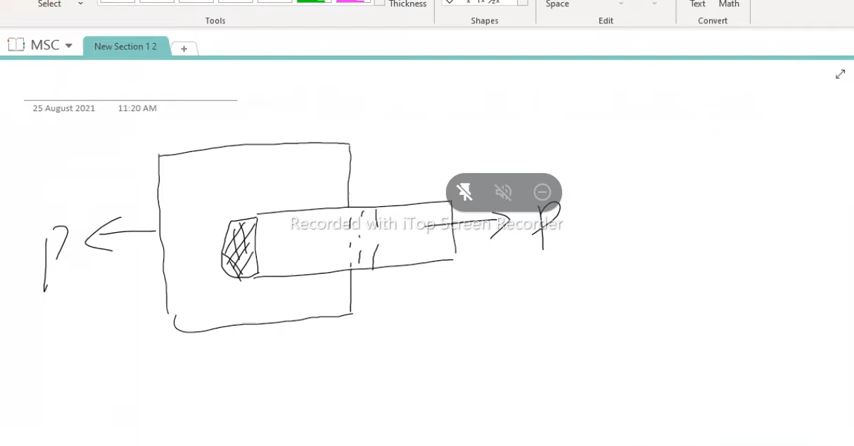 Select
Thickness
Space
Text Math
Tools
Shapes
Edit
Convert
MSC
New Section 1 2
+
25 August 2021 11:20 AM
Recorded with iTop Screen Recorder
P
P